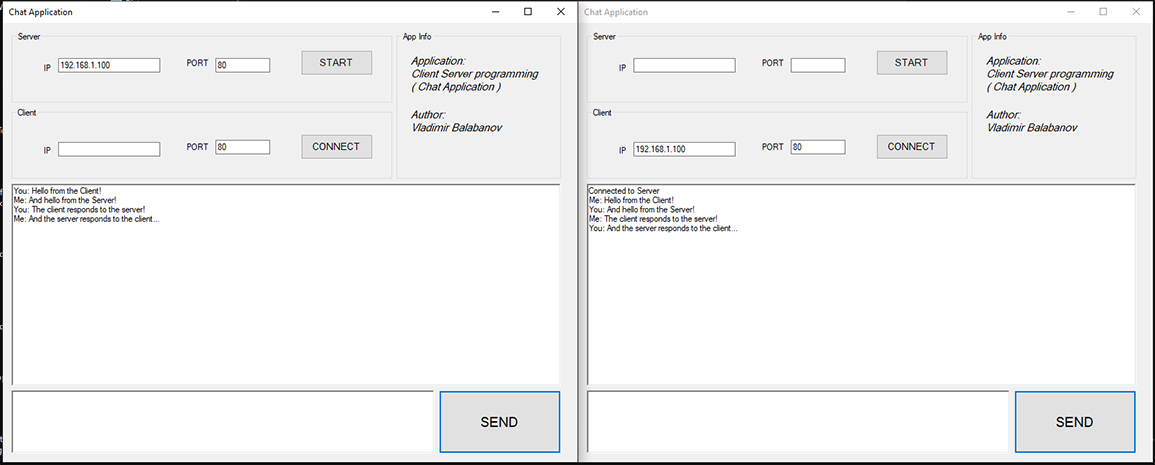 Chat Application
Server
IP 192.168.1.100 PORT 80 START
Client
IP PORT 80 CONNECT
App Info
Application:
Client Server programming
( Chat Application )
Author:
Vladimir Balabanov
You: Hello from the Client!
Me: And hello from the Server!
You: The client responds to the server!
Me: And the server responds to the client...
SEND
Chat Application
Server
IP PORT START
Client
IP 192.168.1.100 PORT 80 CONNECT
App Info
Application:
Client Server programming
( Chat Application )
Author:
Vladimir Balabanov
Connected to Server
Me: Hello from the Client!
You: And hello from the Server!
Me: The client responds to the server!
You: And the server responds to the client...
SEND